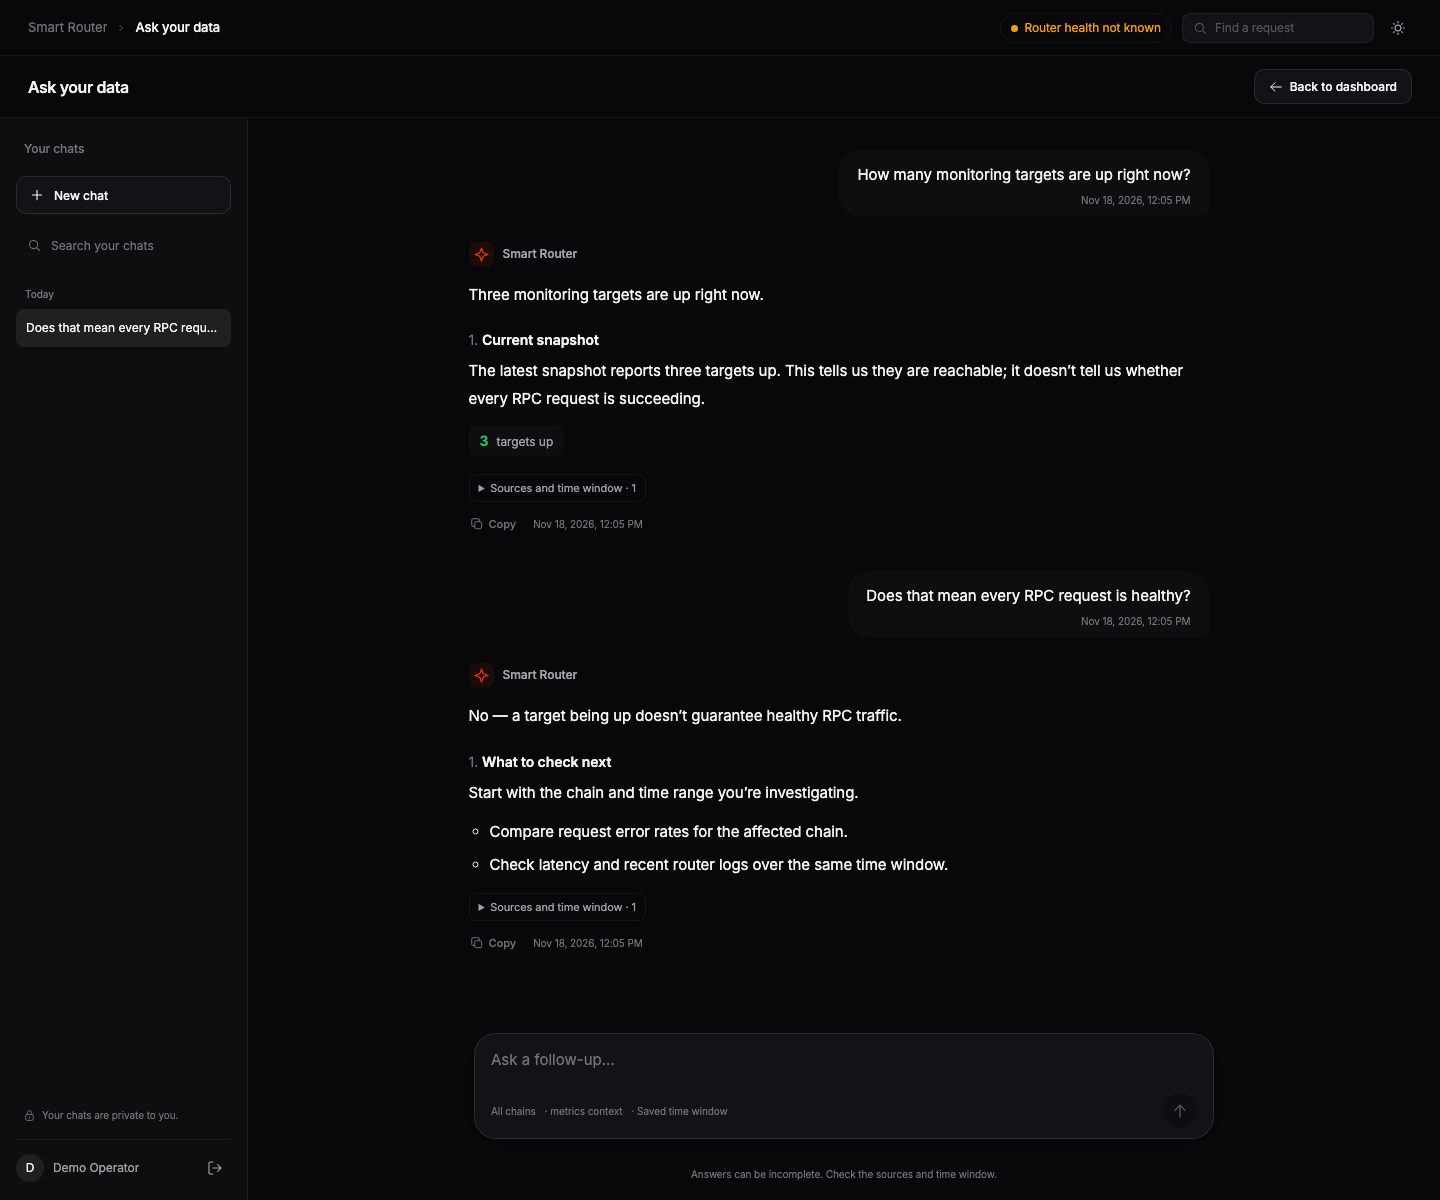 Smart Router › Ask your data
Router health not known
Find a request
Ask your data
Back to dashboard
Your chats
New chat
Search your chats
Today
Does that mean every RPC requ...
Your chats are private to you.
D Demo Operator
How many monitoring targets are up right now?
Nov 18, 2026, 12:05 PM
Smart Router
Three monitoring targets are up right now.
1. Current snapshot
The latest snapshot reports three targets up. This tells us they are reachable; it doesn’t tell us whether
every RPC request is succeeding.
3 targets up
Sources and time window · 1
Copy Nov 18, 2026, 12:05 PM
Does that mean every RPC request is healthy?
Nov 18, 2026, 12:05 PM
Smart Router
No — a target being up doesn’t guarantee healthy RPC traffic.
1. What to check next
Start with the chain and time range you’re investigating.
Compare request error rates for the affected chain.
Check latency and recent router logs over the same time window.
Sources and time window · 1
Copy Nov 18, 2026, 12:05 PM
Ask a follow-up...
All chains · metrics context · Saved time window
Answers can be incomplete. Check the sources and time window.